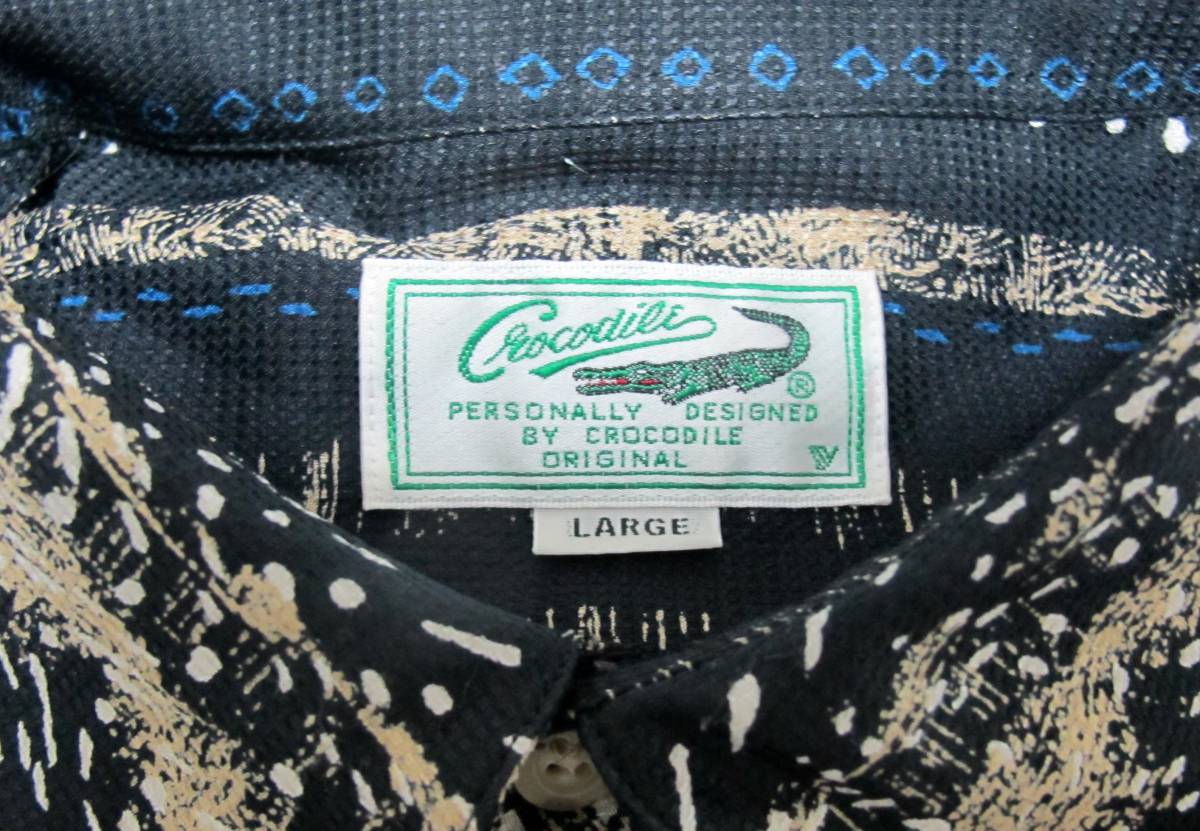 Crocodile
®
PERSONALLY DESIGNED
BY CROCODILE
ORIGINAL
LARGE